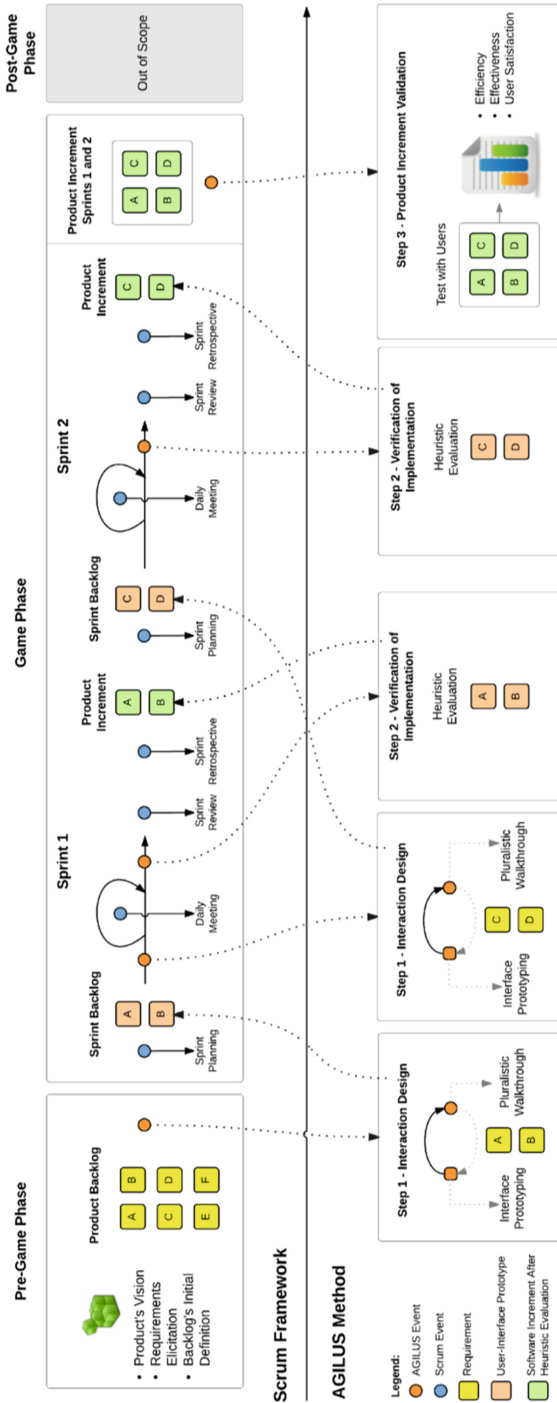 Pre-Game Phase
Game Phase
Post-Game
Phase
• Product's Vision
• Requirements
Elicitation
• Backlog's Initial
Definition
Product Backlog
A B
C D
E F
Sprint Backlog
A
B
Sprint
Planning
Sprint 1
Daily
Meeting
Sprint
Review
Sprint
Retrospective
Product
Increment
A
B
Sprint Backlog
C
D
Sprint
Planning
Sprint 2
Daily
Meeting
Sprint
Review
Sprint
Retrospective
Product
Increment
C
D
Product Increment
Sprints 1 and 2
A C
B D
Out of Scope
Scrum Framework
AGILUS Method
Legend:
AGILUS Event
Scrum Event
Requirement
User-Interface Prototype
Software Increment After
Heuristic Evaluation
Step 1 - Interaction Design
Interface
Prototyping
A
B
Pluralistic
Walkthrough
Step 1 - Interaction Design
Interface
Prototyping
C
D
Pluralistic
Walkthrough
Step 2 - Verification of
Implementation
Heuristic
Evaluation
A
B
Step 2 - Verification of
Implementation
Heuristic
Evaluation
C
D
Step 3 - Product Increment Validation
Test with Users
A C
B D
• Efficiency
• Effectiveness
• User Satisfaction